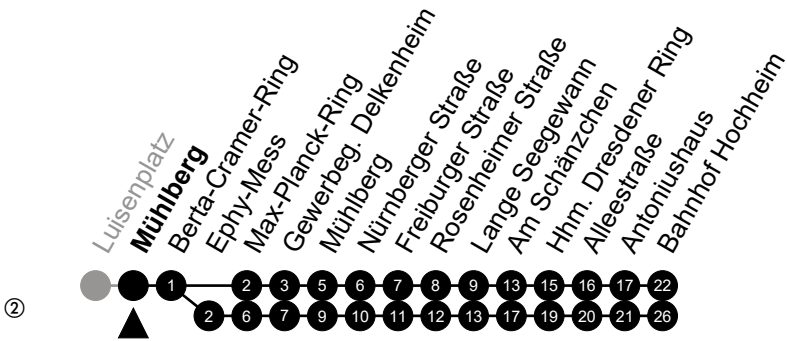 Luisenplatz
Mühlberg
Berta-Cramer-Ring
Ephy-Mess
Max-Planck-Ring
Gewerbeg. Delkenheim
Mühlberg
Nürnberger Straße
Freiburger Straße
Rosenheimer Straße
Lange Seegewann
Am Schänzchen
Hhm. Dresdener Ring
Alleestraße
Antoniushaus
Bahnhof Hochheim
1 2 3 5 6 7 8 9 13 15 16 17 22
② 2 6 7 9 10 11 12 13 17 19 20 21 26